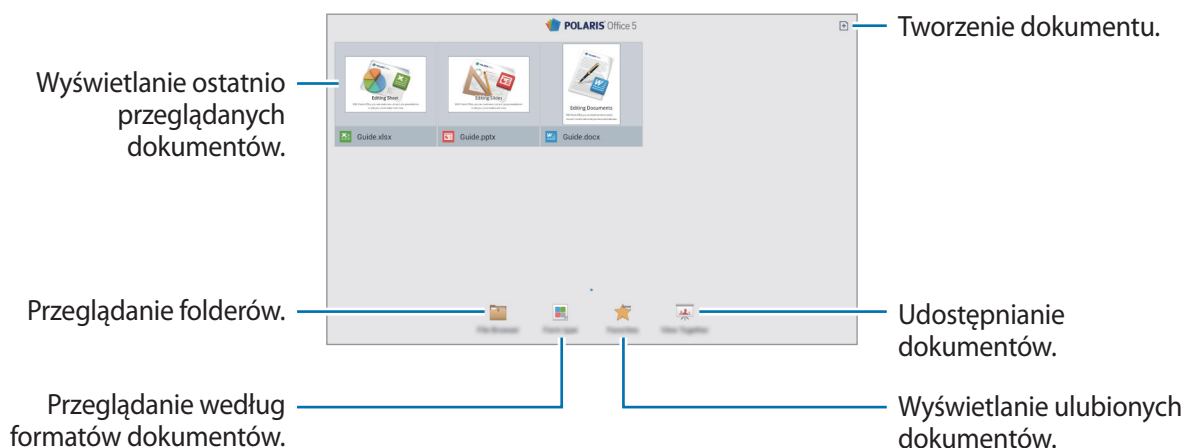 POLARIS Office 5
Tworzenie dokumentu.
Wyświetlanie ostatnio
przeglądanych
dokumentów.
Editing Sheet
Editing Slides
Editing Documents
Guide.xlsx
Guide.pptx
Guide.docx
Przeglądanie folderów.
File Browser
Form type
Favorites
View Together
Udostępnianie
dokumentów.
Przeglądanie według
formatów dokumentów.
Wyświetlanie ulubionych
dokumentów.